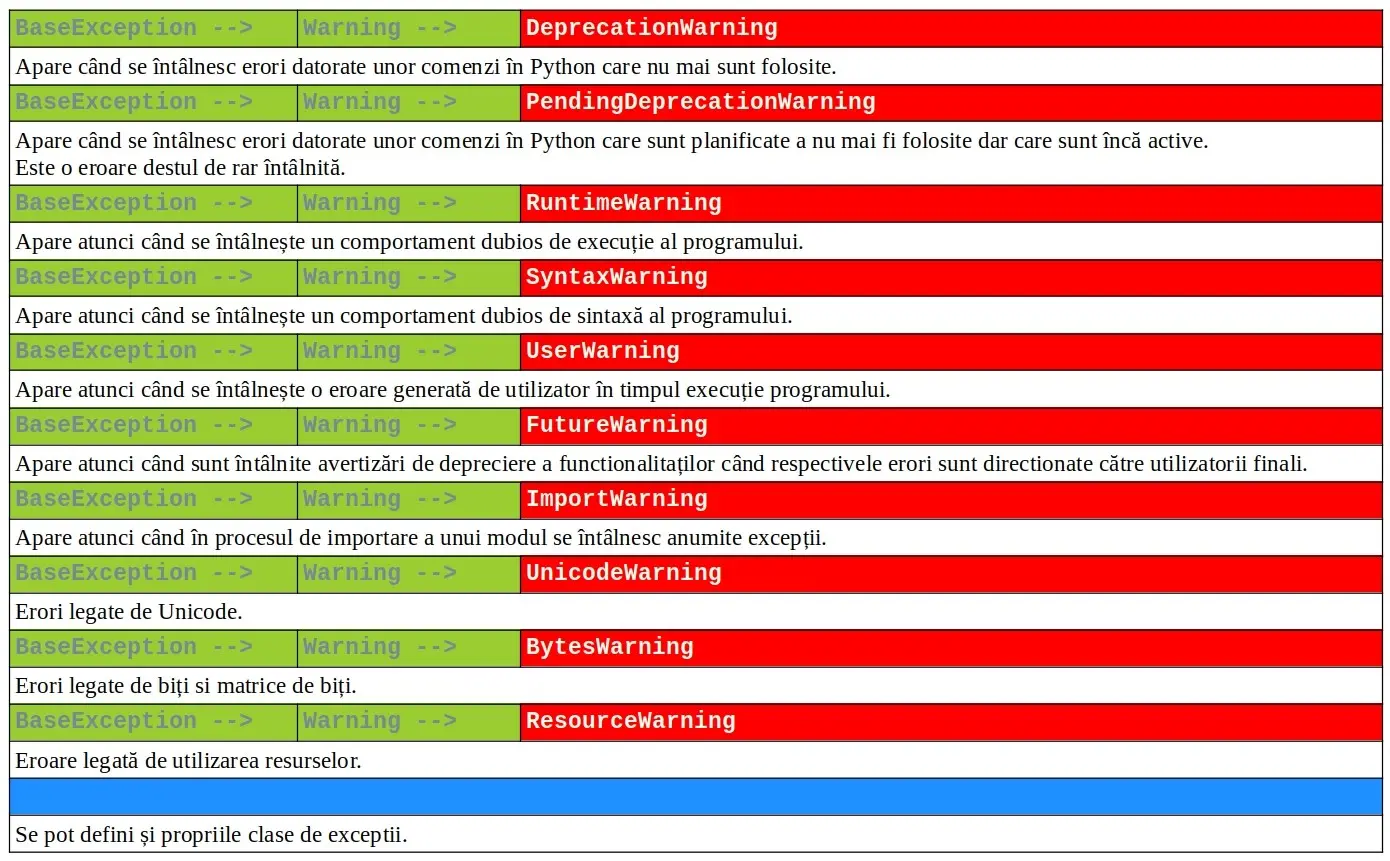 BaseException --> Warning --> DeprecationWarning
Apare când se întâlnesc erori datorate unor comenzi în Python care nu mai sunt folosite.
BaseException --> Warning --> PendingDeprecationWarning
Apare când se întâlnesc erori datorate unor comenzi în Python care sunt planificate a nu mai fi folosite dar care sunt încă active.
Este o eroare destul de rar întâlnită.
BaseException --> Warning --> RuntimeWarning
Apare atunci când se întâlnește un comportament dubios de execuție al programului.
BaseException --> Warning --> SyntaxWarning
Apare atunci când se întâlnește un comportament dubios de sintaxă al programului.
BaseException --> Warning --> UserWarning
Apare atunci când se întâlnește o eroare generată de utilizator în timpul execuție programului.
BaseException --> Warning --> FutureWarning
Apare atunci când sunt întâlnite avertizări de depreciere a functionalitaților când respectivele erori sunt directionate către utilizatorii finali.
BaseException --> Warning --> ImportWarning
Apare atunci când în procesul de importare a unui modul se întâlnesc anumite excepții.
BaseException --> Warning --> UnicodeWarning
Erori legate de Unicode.
BaseException --> Warning --> BytesWarning
Erori legate de biți si matrice de biți.
BaseException --> Warning --> ResourceWarning
Eroare legată de utilizarea resurselor.
Se pot defini și propriile clase de exceptii.